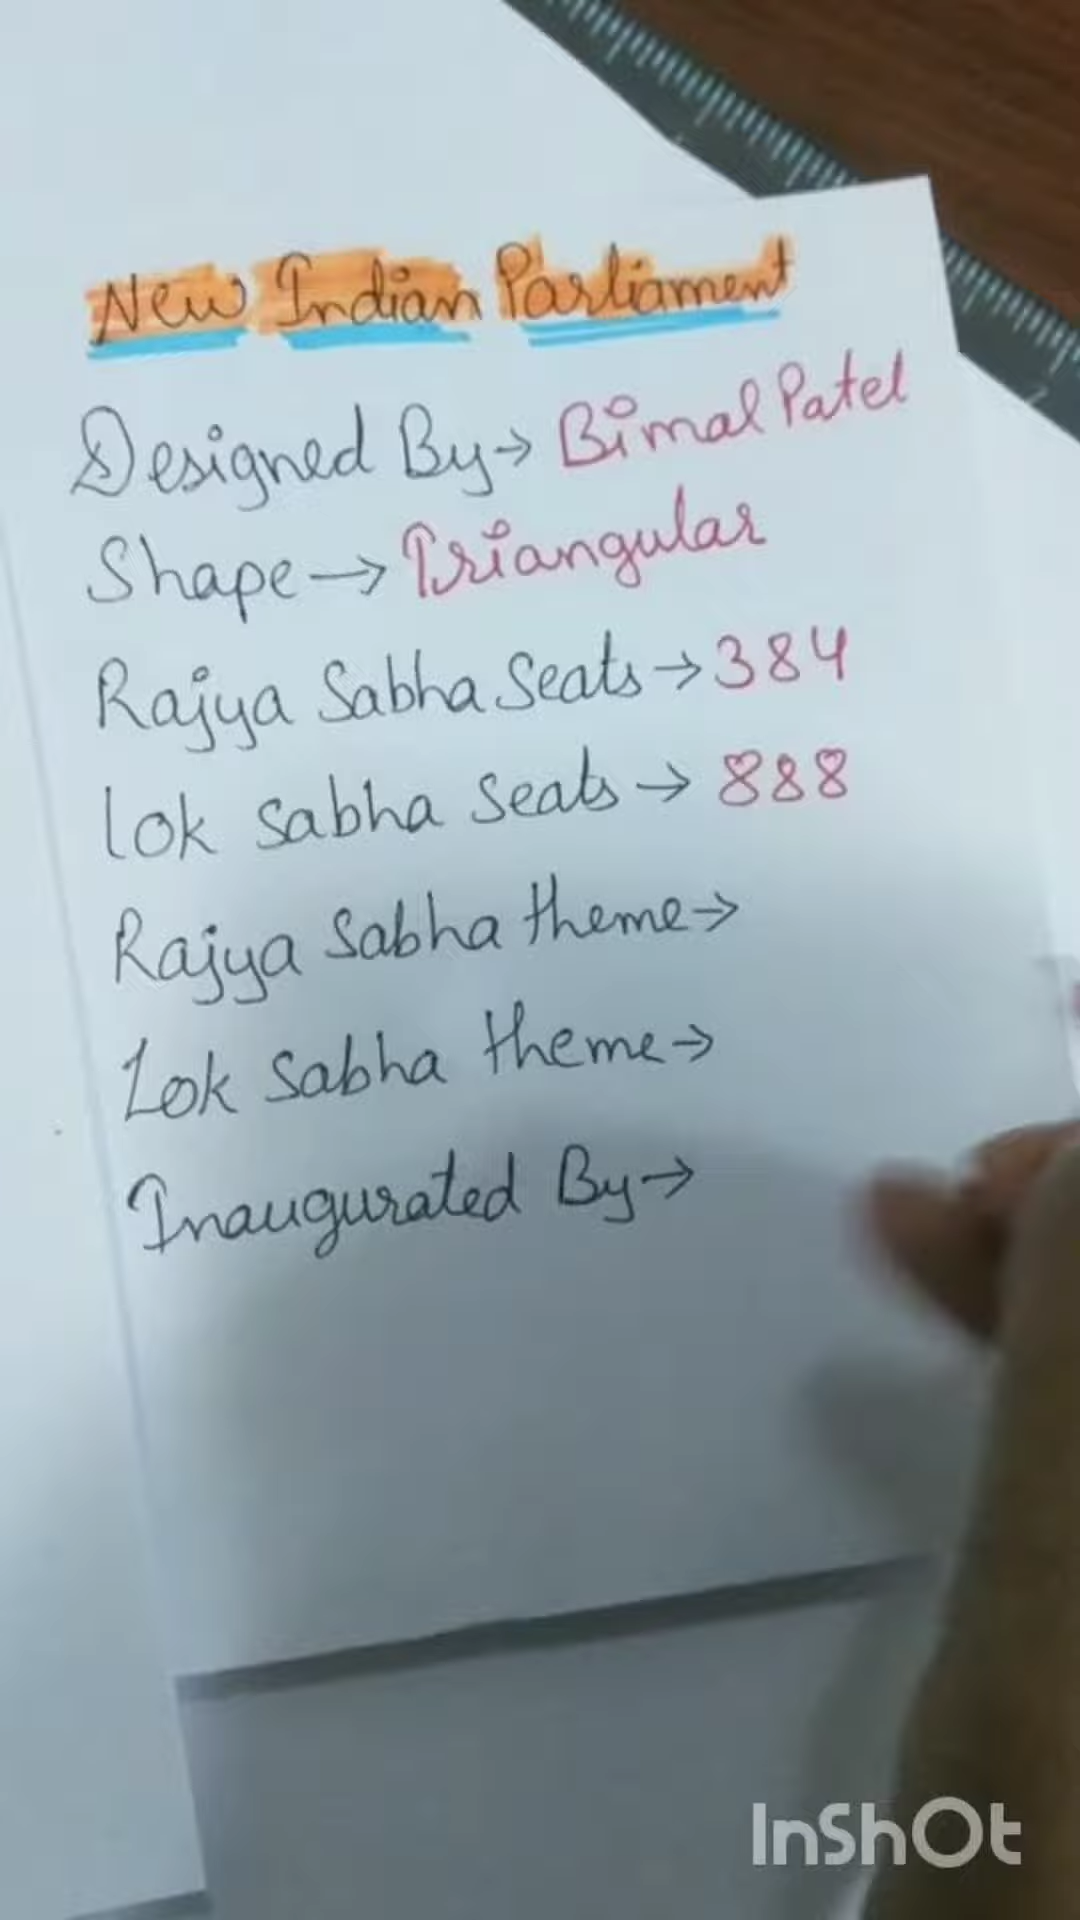 New Indian Parliament
Designed By→ Bimal Patel
Shape→ Triangular
Rajya Sabha Seats→ 384
Lok Sabha Seats→ 888
Rajya Sabha theme→
Lok Sabha theme→
Inaugurated By→
InShOt